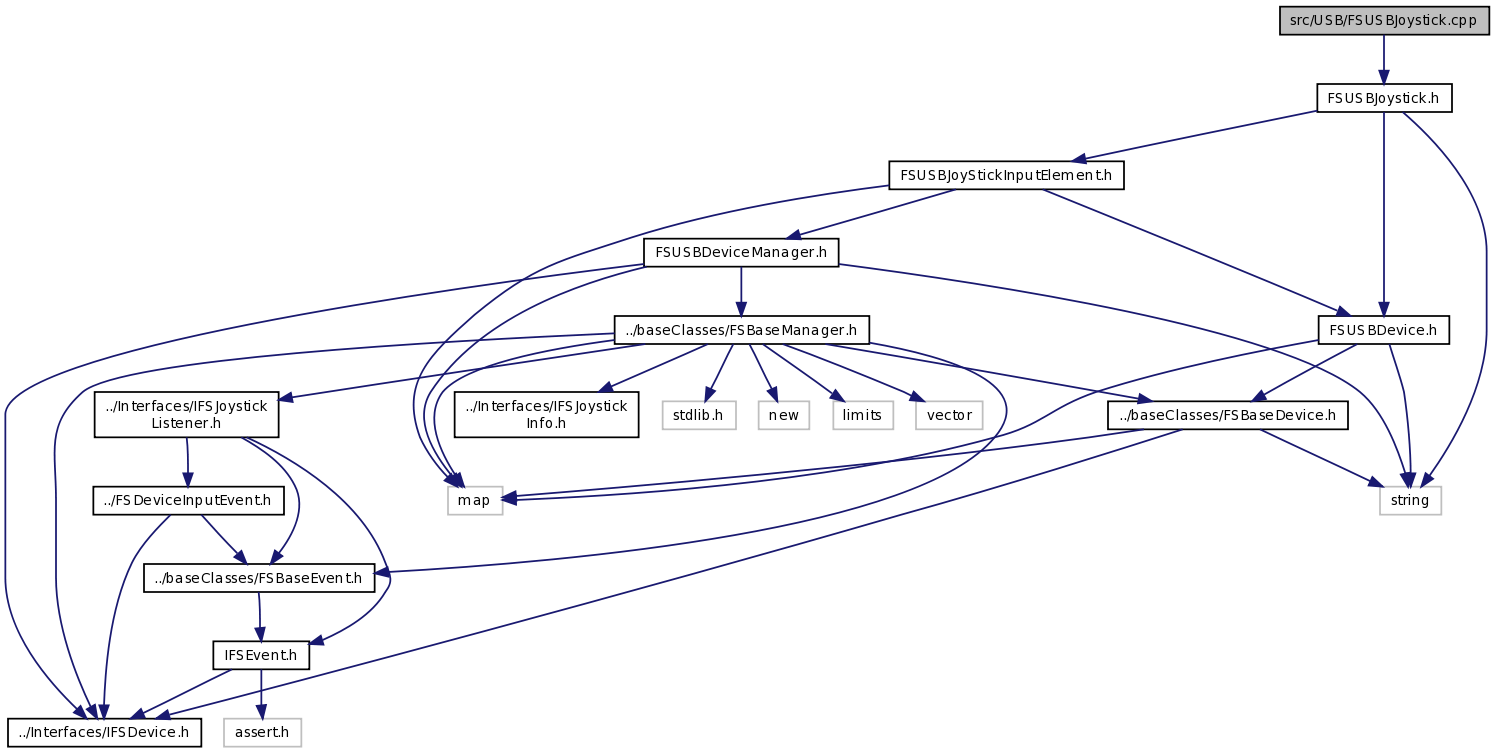 src/USB/FSUSBJoystick.cpp
FSUSBJoystick.h
FSUSBJoyStickInputElement.h
FSUSBDeviceManager.h
../baseClasses/FSBaseManager.h
FSUSBDevice.h
../Interfaces/IFSJoystick
Listener.h
../Interfaces/IFSJoystick
Info.h
stdlib.h
new
limits
vector
../baseClasses/FSBaseDevice.h
../FSDeviceInputEvent.h
map
string
../baseClasses/FSBaseEvent.h
IFSEvent.h
../Interfaces/IFSDevice.h
assert.h